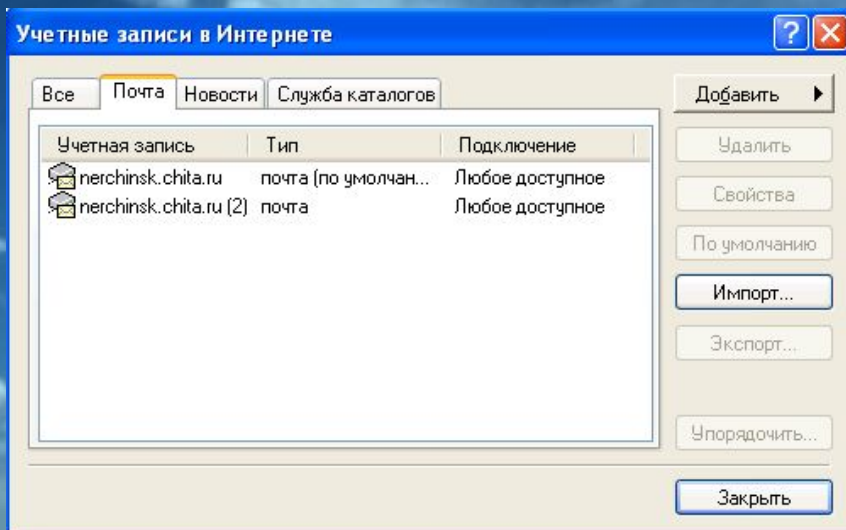 Учетные записи в Интернете
Все Почта Новости Служба каталогов
Добавить
Учетная запись Тип Подключение
Удалить
nerchinsk.chita.ru почта (по умолчан... Любое доступное
nerchinsk.chita.ru (2) почта Любое доступное
Свойства
По умолчанию
Импорт...
Экспорт...
Упорядочить...
Закрыть